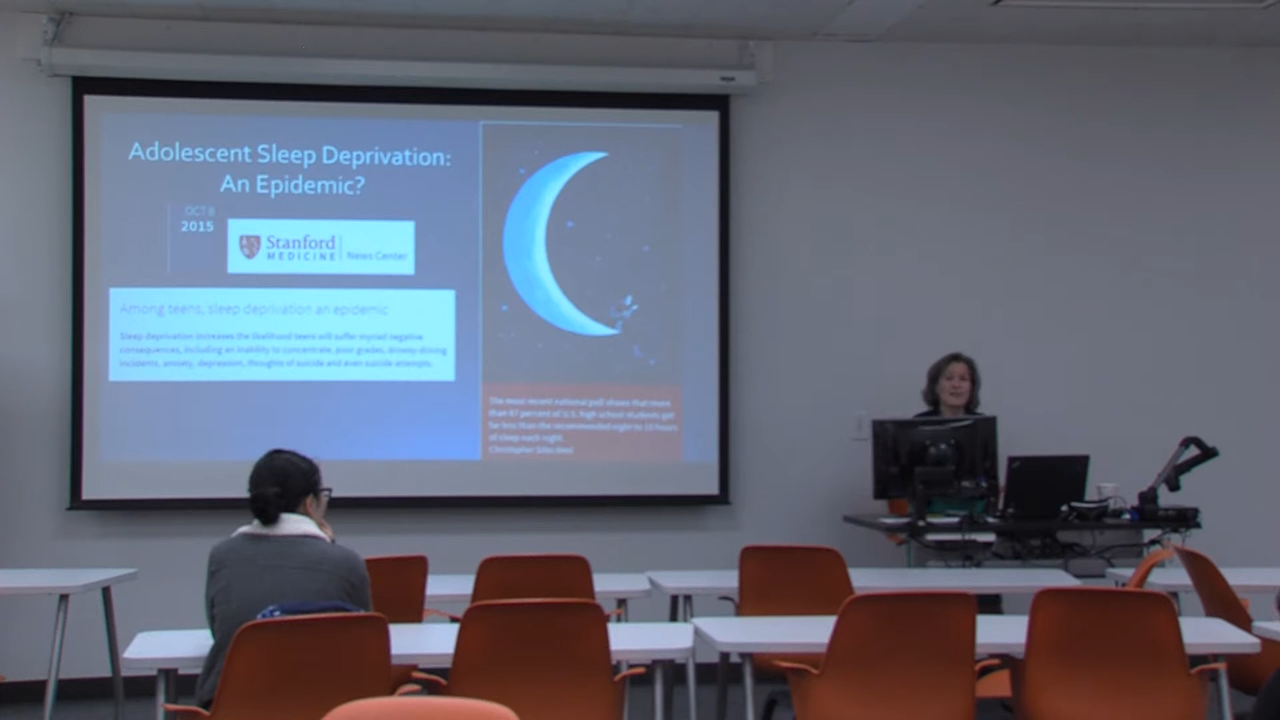 Adolescent Sleep Deprivation:
An Epidemic?
OCT 8
2015
Stanford
MEDICINE
News Center
Among teens, sleep deprivation an epidemic
Sleep deprivation increases the likelihood teens will suffer myriad negative
consequences, including an inability to concentrate, poor grades, drowsy-driving
incidents, anxiety, depression, thoughts of suicide and even suicide attempts.
The most recent national poll shows that more
than 87 percent of U.S. high school students get
far less than the recommended eight to 10 hours
of sleep each night.
Christopher Silas Neal